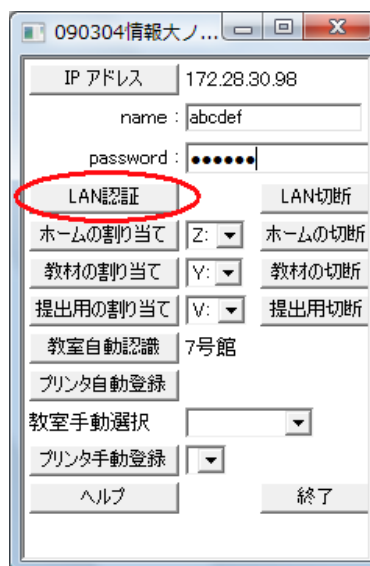 090304情報大ノ...
IP アドレス 172.28.30.98
name : abcdef
password : ●●●●●●
LAN認証 LAN切断
ホームの割り当て Z: ホームの切断
教材の割り当て Y: 教材の切断
提出用の割り当て V: 提出用切断
教室自動認識 7号館
プリンタ自動登録
教室手動選択
プリンタ手動登録
ヘルプ 終了